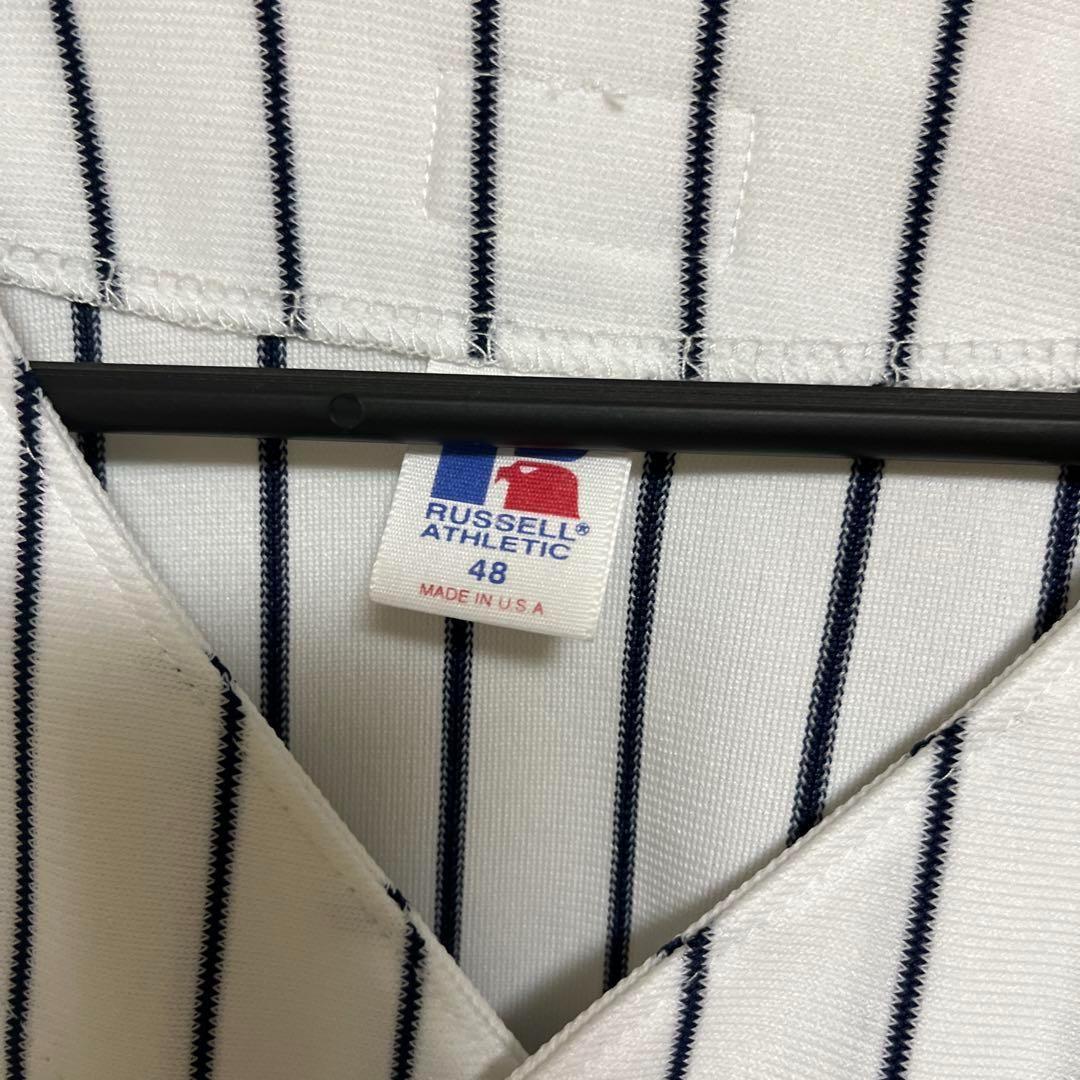 RUSSELL®
ATHLETIC
48
MADE IN U.S.A